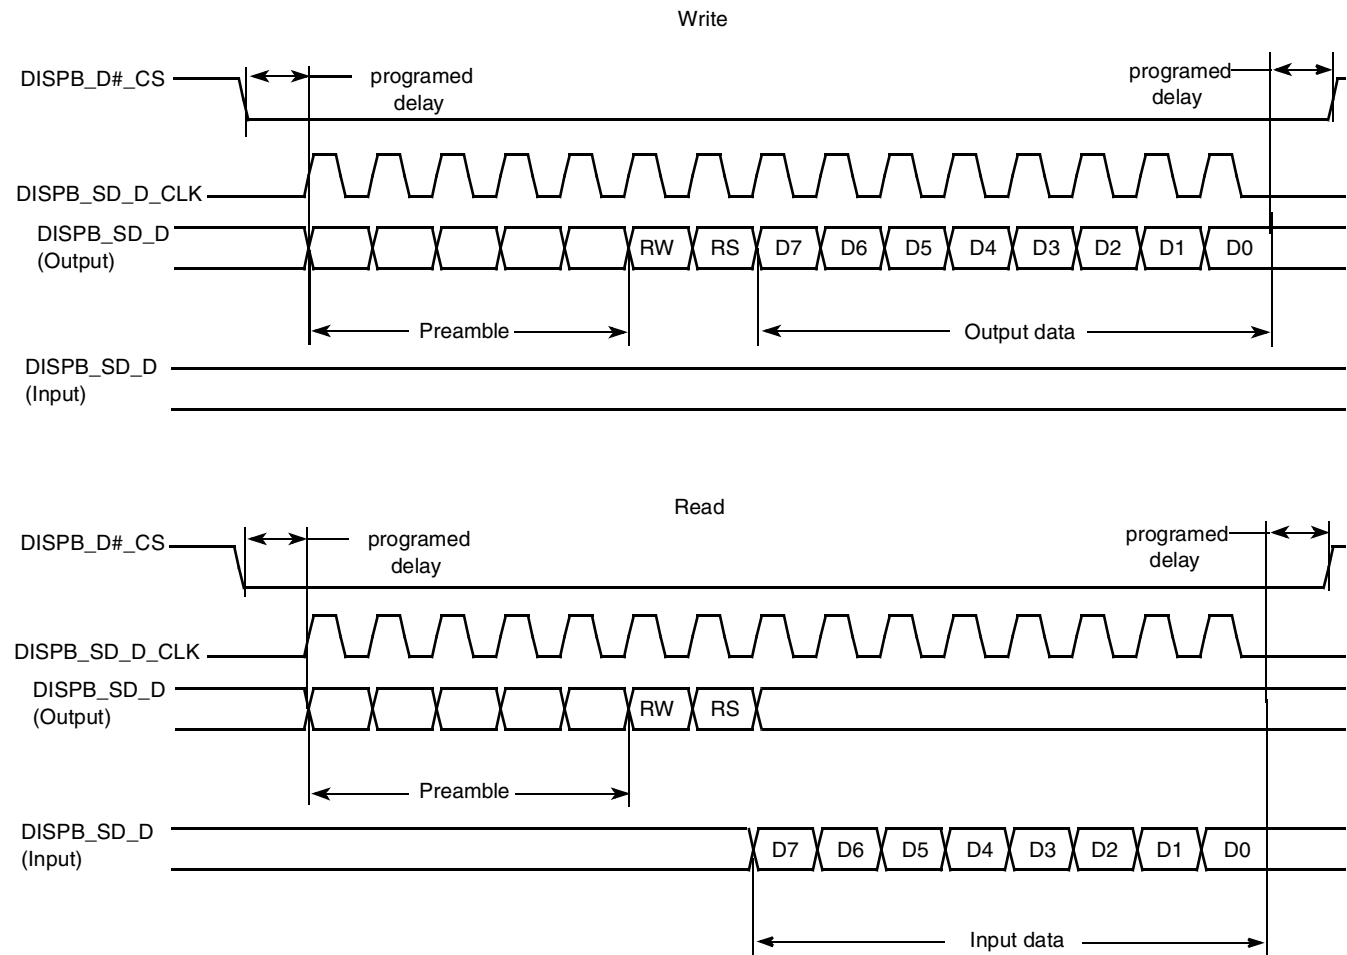 Write
DISPB_D#_CS
programed
delay
programed
delay
DISPB_SD_D_CLK
DISPB_SD_D
(Output)
RW RS D7 D6 D5 D4 D3 D2 D1 D0
Preamble
Output data
DISPB_SD_D
(Input)
Read
DISPB_D#_CS
programed
delay
programed
delay
DISPB_SD_D_CLK
DISPB_SD_D
(Output)
RW RS
Preamble
DISPB_SD_D
(Input)
D7 D6 D5 D4 D3 D2 D1 D0
Input data